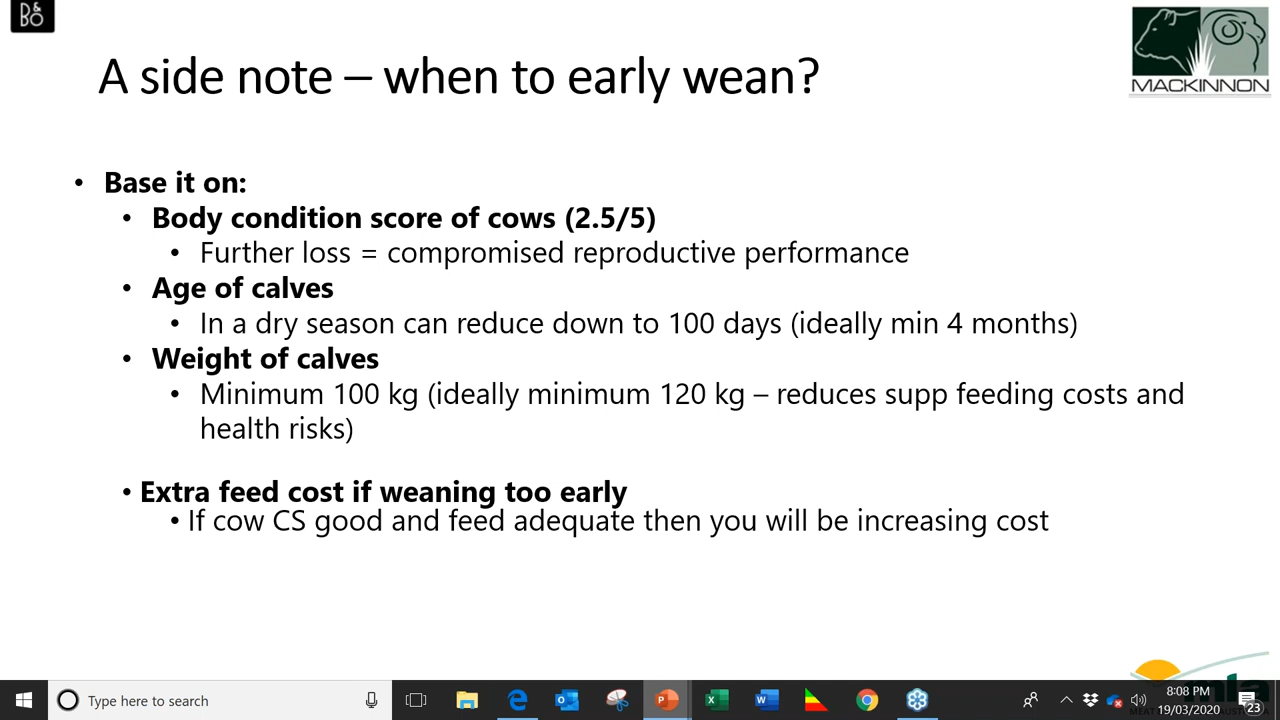 B&O
A side note – when to early wean?
MACKINNON
• Base it on:
• Body condition score of cows (2.5/5)
• Further loss = compromised reproductive performance
• Age of calves
• In a dry season can reduce down to 100 days (ideally min 4 months)
• Weight of calves
• Minimum 100 kg (ideally minimum 120 kg – reduces supp feeding costs and
health risks)
• Extra feed cost if weaning too early
• If cow CS good and feed adequate then you will be increasing cost
Type here to search
8:08 PM
19/03/2020
23